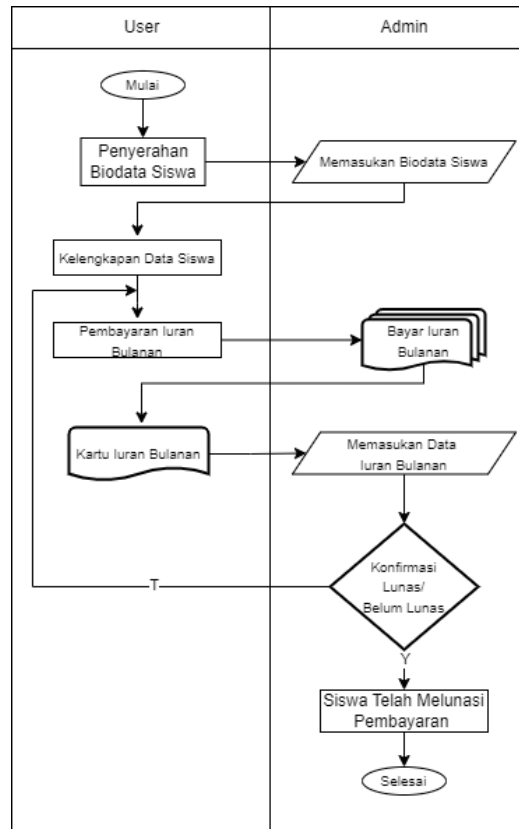 User
Admin
Mulai
Penyerahan
Biodata Siswa
Memasukan Biodata Siswa
Kelengkapan Data Siswa
Pembayaran Iuran
Bulanan
Bayar Iuran
Bulanan
Kartu Iuran Bulanan
Memasukan Data
Iuran Bulanan
Konfirmasi
Lunas/
Belum Lunas
T
Y
Siswa Telah Melunasi
Pembayaran
Selesai